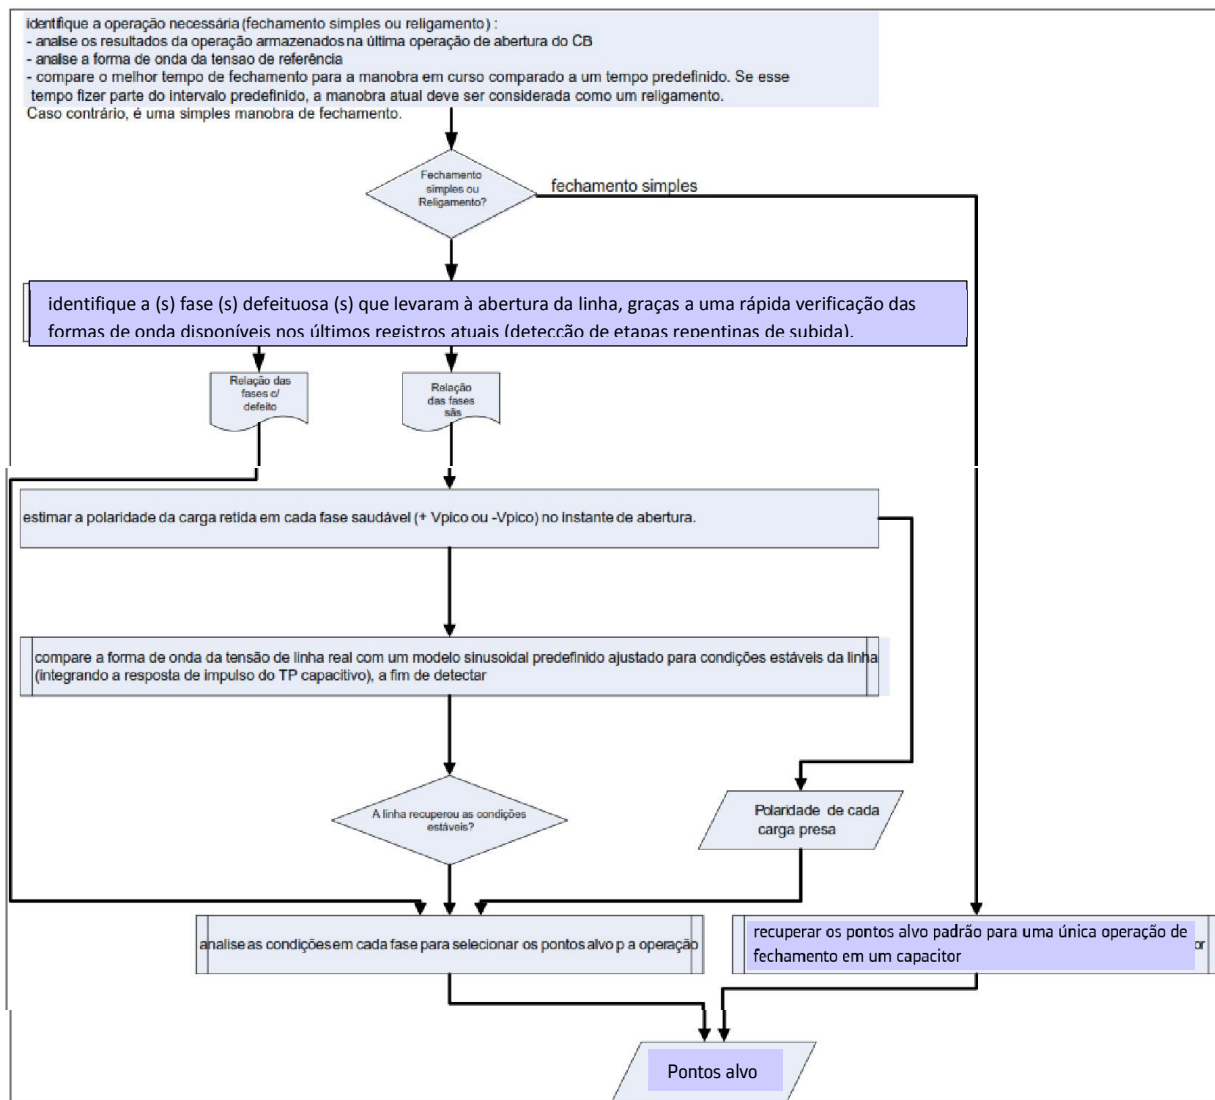 identifique a operação necessária (fechamento simples ou religamento) :
- analise os resultados da operação armazenados na última operação de abertura do CB
- analise a forma de onda da tensao de referência
- compare o melhor tempo de fechamento para a manobra em curso comparado a um tempo predefinido. Se esse
tempo fizer parte do intervalo predefinido, a manobra atual deve ser considerada como um religamento.
Caso contrário, é uma simples manobra de fechamento.
Fechamento
simples ou
Religamento?
fechamento simples
identifique a (s) fase (s) defeituosa (s) que levaram à abertura da linha, graças a uma rápida verificação das
formas de onda disponíveis nos últimos registros atuais (detecção de etapas repentinas de subida).
Relação das
fases c/
defeito
Relação
das fases
sãs
estimar a polaridade da carga retida em cada fase saudável (+ Vpico ou -Vpico) no instante de abertura.
compare a forma de onda da tensão de linha real com um modelo sinusoidal predefinido ajustado para condições estáveis da linha
(integrando a resposta de impulso do TP capacitivo), a fim de detectar
A linha recuperou as condições
estáveis?
Polaridade de cada
carga presa
analise as condições em cada fase para selecionar os pontos alvo p a operação
recuperar os pontos alvo padrão para uma única operação de
fechamento em um capacitor
or
Pontos alvo